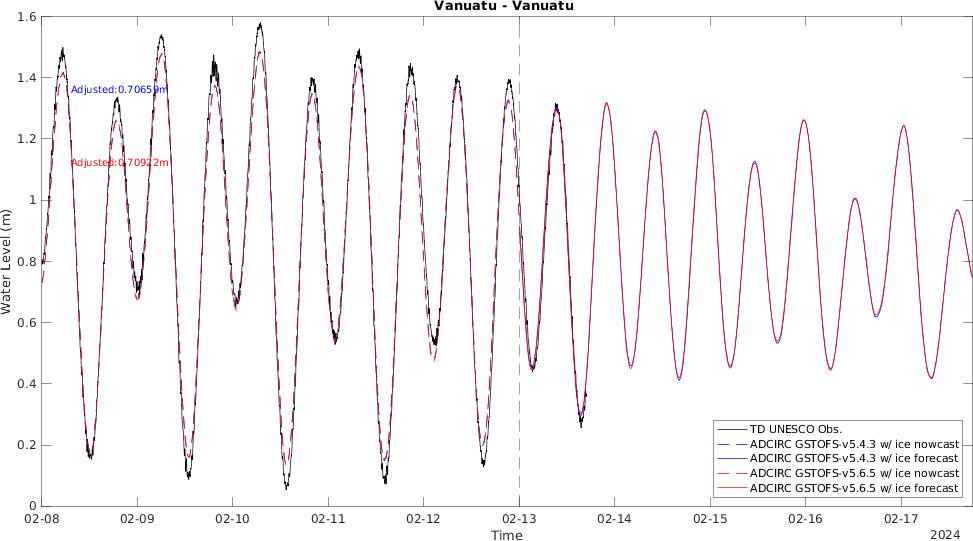 Vanuatu - Vanuatu
1.6
1.4
1.2
1
0.8
0.6
0.4
0.2
0
Water Level (m)
Adjusted:0.70659m
Adjusted:0.70922m
TD UNESCO Obs.
ADCIRC GSTOFS-v5.4.3 w/ ice nowcast
ADCIRC GSTOFS-v5.4.3 w/ ice forecast
ADCIRC GSTOFS-v5.6.5 w/ ice nowcast
ADCIRC GSTOFS-v5.6.5 w/ ice forecast
02-08 02-09 02-10 02-11 02-12 02-13 02-14 02-15 02-16 02-17
Time
2024